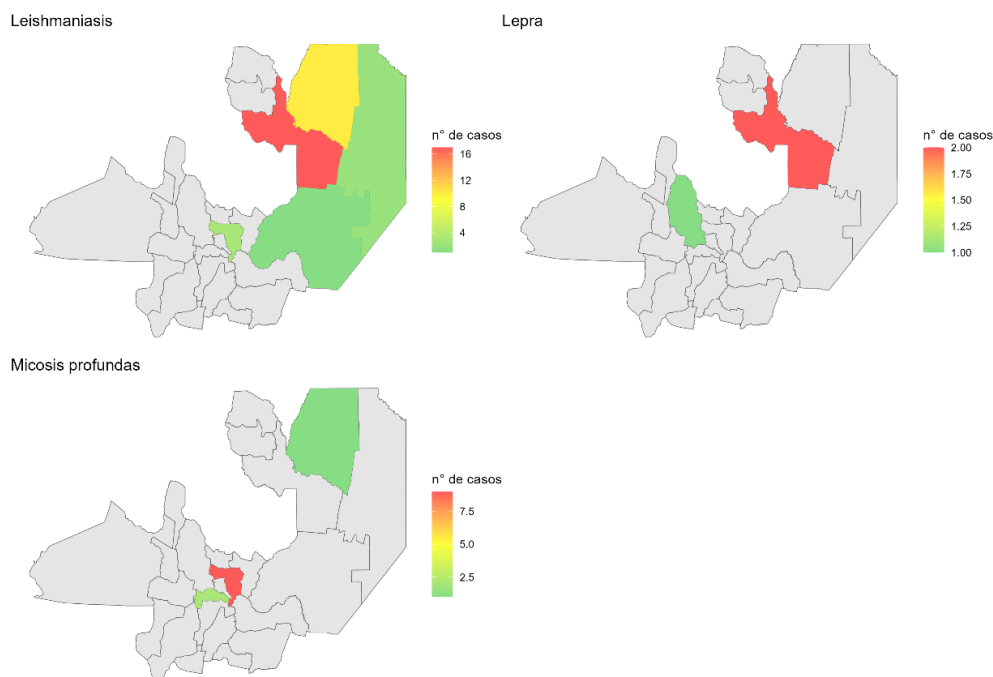 Leishmaniasis
n° de casos
16
12
8
4
Lepra
n° de casos
2.00
1.75
1.50
1.25
1.00
Micosis profundas
n° de casos
7.5
5.0
2.5